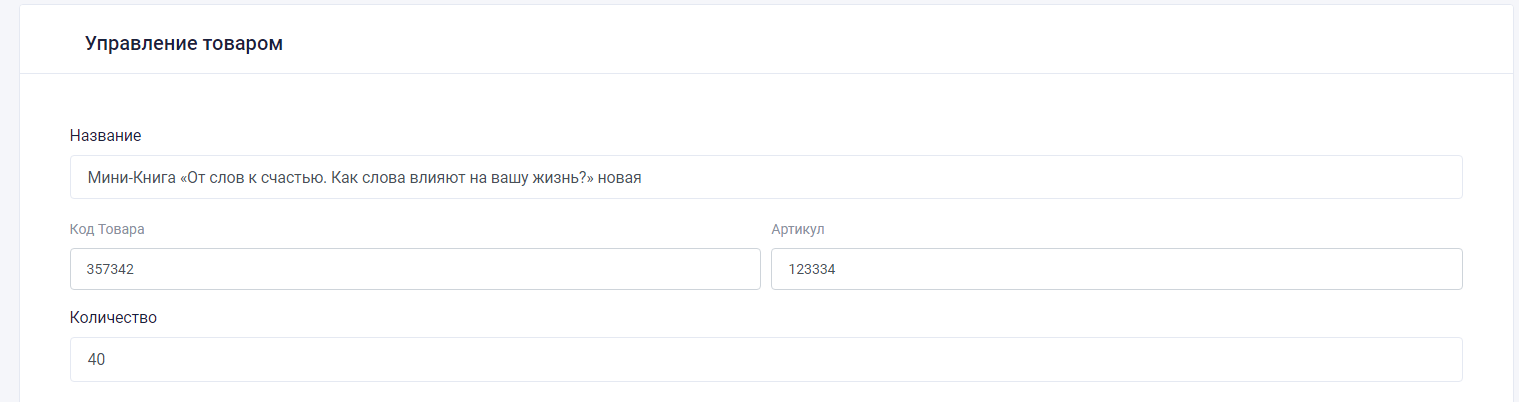 Управление товаром
Название
Мини-Книга «От слов к счастью. Как слова влияют на вашу жизнь?» новая
Код Товара
Артикул
357342
123334
Количество
40